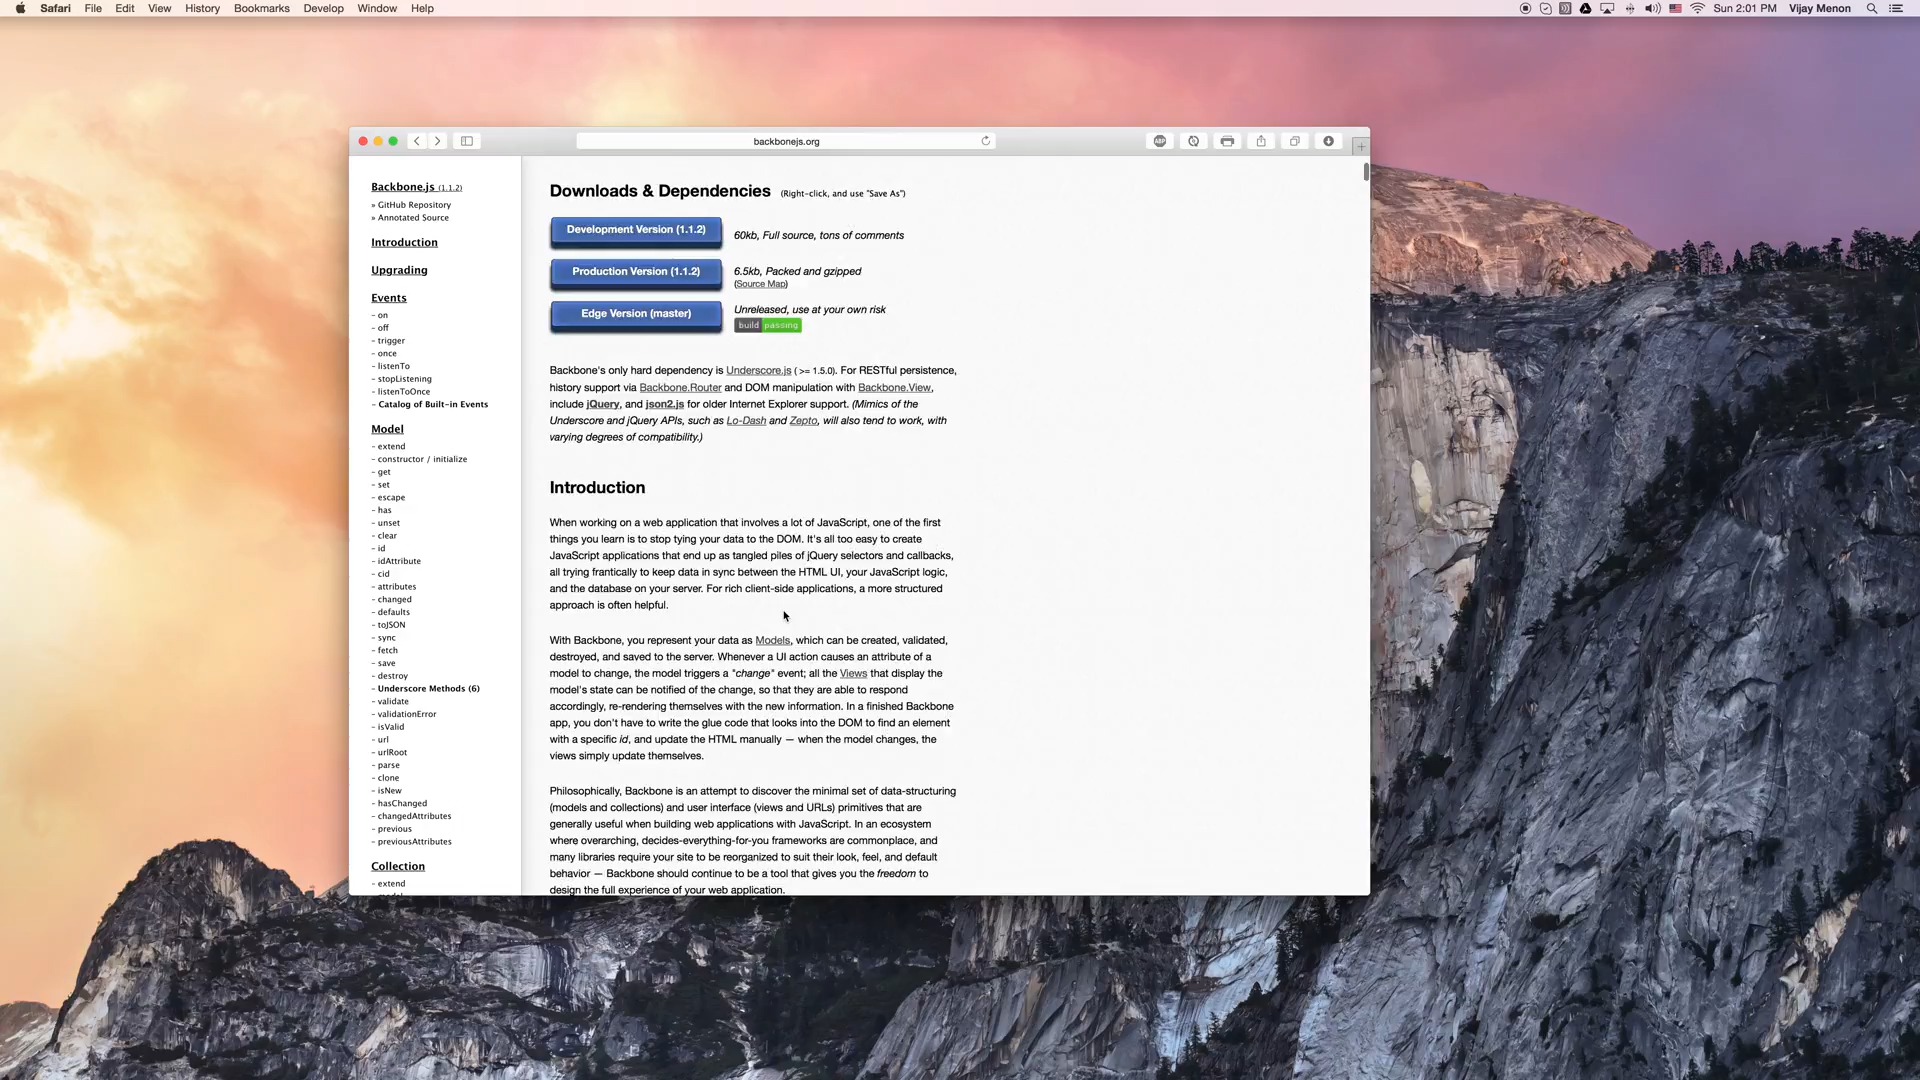 Safari File Edit View History Bookmarks Develop Window Help
Sun 2:01 PM Vijay Menon
backbonejs.org
ABP
Backbone.js (1.1.2)
» GitHub Repository
» Annotated Source
Introduction
Upgrading
Events
- on
- off
- trigger
- once
- listenTo
- stopListening
- listenToOnce
- Catalog of Built-in Events
Model
- extend
- constructor / initialize
- get
- set
- escape
- has
- unset
- clear
- id
- idAttribute
- cid
- attributes
- changed
- defaults
- toJSON
- sync
- fetch
- save
- destroy
- Underscore Methods (6)
- validate
- validationError
- isValid
- url
- urlRoot
- parse
- clone
- isNew
- hasChanged
- changedAttributes
- previous
- previousAttributes
Collection
- extend
Downloads & Dependencies (Right-click, and use "Save As")
Development Version (1.1.2) 60kb, Full source, tons of comments
Production Version (1.1.2) 6.5kb, Packed and gzipped
(Source Map)
Edge Version (master) Unreleased, use at your own risk
build passing
Backbone's only hard dependency is Underscore.js ( >= 1.5.0). For RESTful persistence,
history support via Backbone.Router and DOM manipulation with Backbone.View,
include jQuery, and json2.js for older Internet Explorer support. (Mimics of the
Underscore and jQuery APIs, such as Lo-Dash and Zepto, will also tend to work, with
varying degrees of compatibility.)
Introduction
When working on a web application that involves a lot of JavaScript, one of the first
things you learn is to stop tying your data to the DOM. It's all too easy to create
JavaScript applications that end up as tangled piles of jQuery selectors and callbacks,
all trying frantically to keep data in sync between the HTML UI, your JavaScript logic,
and the database on your server. For rich client-side applications, a more structured
approach is often helpful.
With Backbone, you represent your data as Models, which can be created, validated,
destroyed, and saved to the server. Whenever a UI action causes an attribute of a
model to change, the model triggers a "change" event; all the Views that display the
model's state can be notified of the change, so that they are able to respond
accordingly, re-rendering themselves with the new information. In a finished Backbone
app, you don't have to write the glue code that looks into the DOM to find an element
with a specific id, and update the HTML manually — when the model changes, the
views simply update themselves.
Philosophically, Backbone is an attempt to discover the minimal set of data-structuring
(models and collections) and user interface (views and URLs) primitives that are
generally useful when building web applications with JavaScript. In an ecosystem
where overarching, decides-everything-for-you frameworks are commonplace, and
many libraries require your site to be reorganized to suit their look, feel, and default
behavior — Backbone should continue to be a tool that gives you the freedom to
design the full experience of your web application.